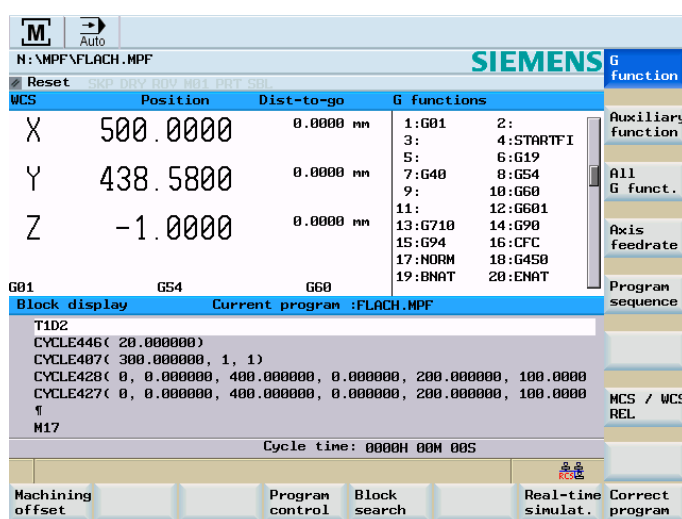 M
Auto
N:\MPF\FLACH.MPF
SIEMENS
G function
Reset SKP DRY ROV M01 PRT SBL
WCS Position Dist-to-go G functions
X 500.0000 0.0000 mm
Y 438.5800 0.0000 mm
Z -1.0000 0.0000 mm
1:G01 2:
3: 4:STARTFI
5: 6:G19
7:G40 8:G54
9: 10:G60
11: 12:G601
13:G710 14:G90
15:G94 16:CFC
17:NORM 18:G450
19:BNAT 20:ENAT
G01 G54 G60
Auxiliary
function
All
G funct.
Axis
feedrate
Program
sequence
MCS / WCS
REL
Block display Current program :FLACH.MPF
T1D2
CYCLE446( 20.000000)
CYCLE407( 300.000000, 1, 1)
CYCLE428( 0, 0.000000, 400.000000, 0.000000, 200.000000, 100.0000
CYCLE427( 0, 0.000000, 400.000000, 0.000000, 200.000000, 100.0000
¶
M17
Cycle time: 0000H 00M 00S
RCS
Machining
offset
Program
control
Block
search
Real-time
simulat.
Correct
program